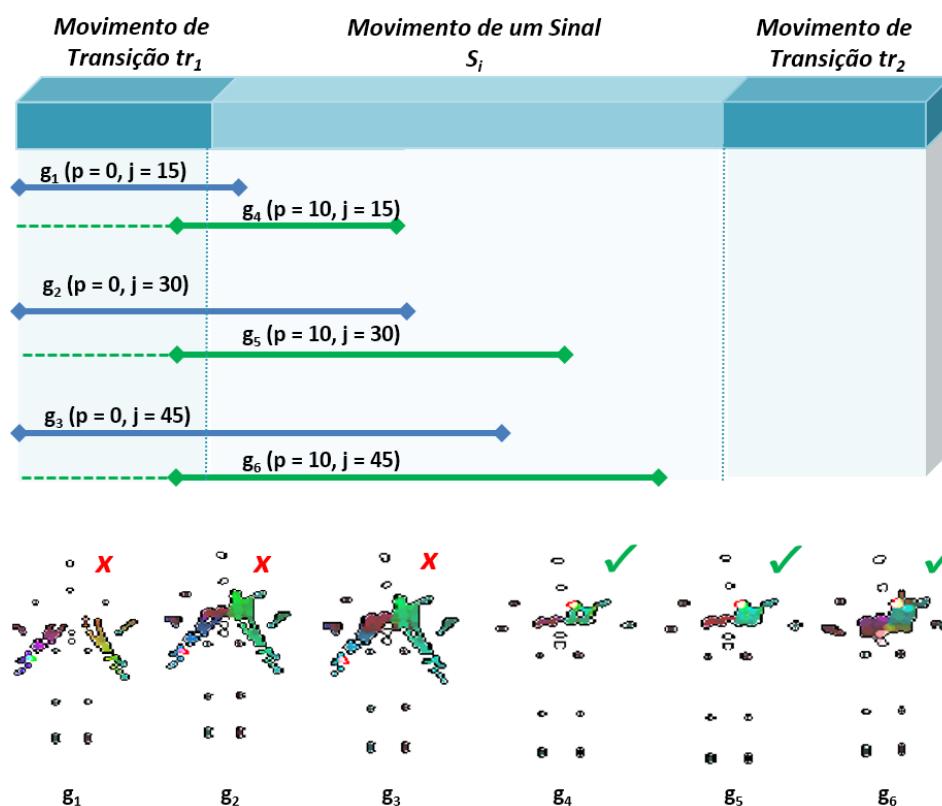 Movimento de
Transição tr₁
Movimento de um Sinal
Sᵢ
Movimento de
Transição tr₂
g₁ (p = 0, j = 15)
g₄ (p = 10, j = 15)
g₂ (p = 0, j = 30)
g₅ (p = 10, j = 30)
g₃ (p = 0, j = 45)
g₆ (p = 10, j = 45)
x x x ✓ ✓ ✓
g₁ g₂ g₃ g₄ g₅ g₆